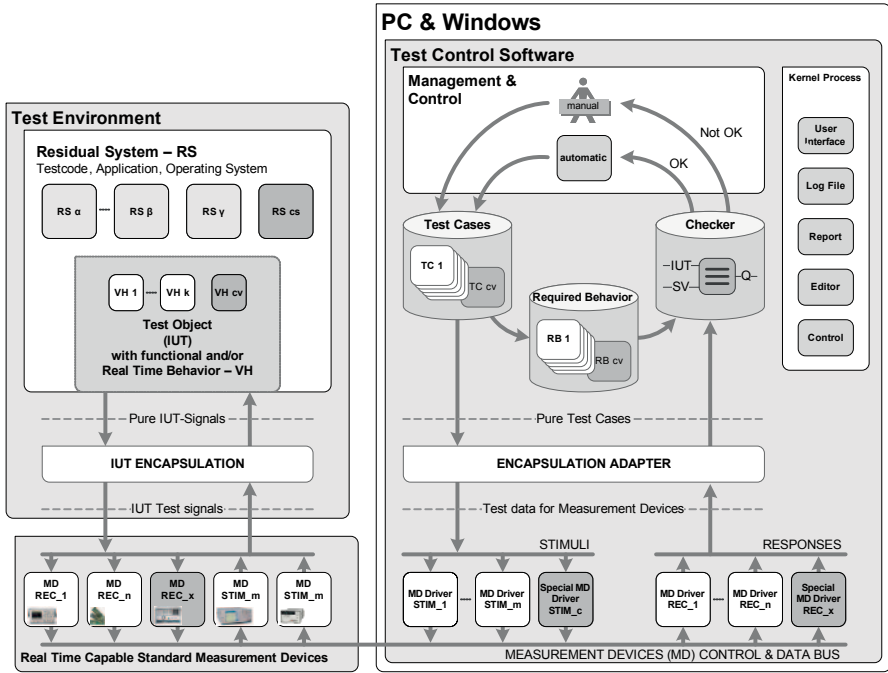 PC & Windows
Test Control Software
Management &
Control
manual
automatic
Not OK
OK
Kernel Process
User
Interface
Log File
Report
Editor
Control
Test Cases
TC 1
TC cv
Required Behavior
RB 1
RB cv
Checker
IUT
SV
Q
Pure Test Cases
ENCAPSULATION ADAPTER
Test data for Measurement Devices
STIMULI
RESPONSES
MD Driver
STIM_1
MD Driver
STIM_m
Special MD
Driver
STIM_c
MD Driver
REC_1
MD Driver
REC_n
Special
MD Driver
REC_x
MEASUREMENT DEVICES (MD) CONTROL & DATA BUS
Test Environment
Residual System – RS
Testcode, Application, Operating System
RS α
RS β
RS γ
RS cs
VH 1
VH k
VH cv
Test Object
(IUT)
with functional and/or
Real Time Behavior – VH
Pure IUT-Signals
IUT ENCAPSULATION
IUT Test signals
MD
REC_1
MD
REC_n
MD
REC_x
MD
STIM_m
MD
STIM_m
Real Time Capable Standard Measurement Devices